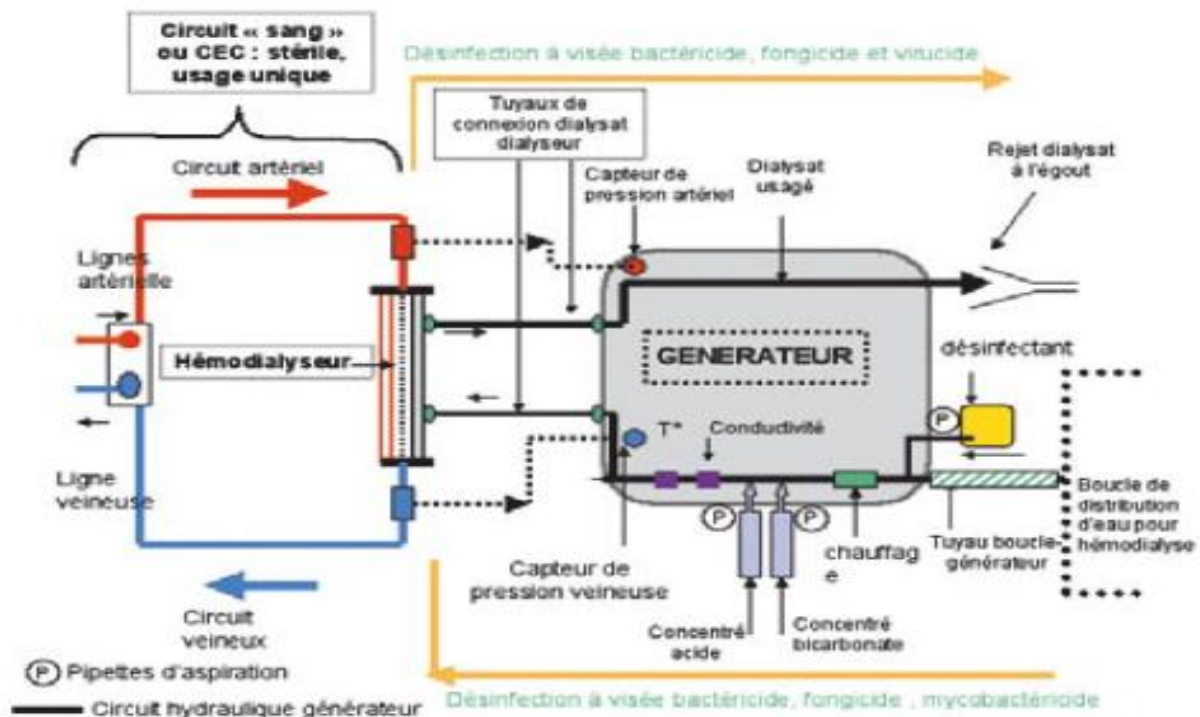 Circuit « sang »
ou CEC : stérile,
usage unique
Désinfection à visée bactéricide, fongicide et virucide
Tuyaux de
connexion dialysat
dialyseur
Circuit artériel
Capteur de
pression artériel
Dialysat
usagé
Rejet dialysat
à l'égout
Lignes
artérielle
Hémodialyseur
GENERATEUR
désinfectant
P
T°
Conductivité
Ligne
veineuse
Boucle de
distribution
d'eau pour
hémodialyse
P
P
chauffag
e
Tuyau boucle-
générateur
Capteur de
pression veineuse
Circuit
veineux
Concentré
acide
Concentré
bicarbonate
P Pipettes d'aspiration
Circuit hydraulique générateur
Désinfection à visée bactéricide, fongicide ; mycobactéricide